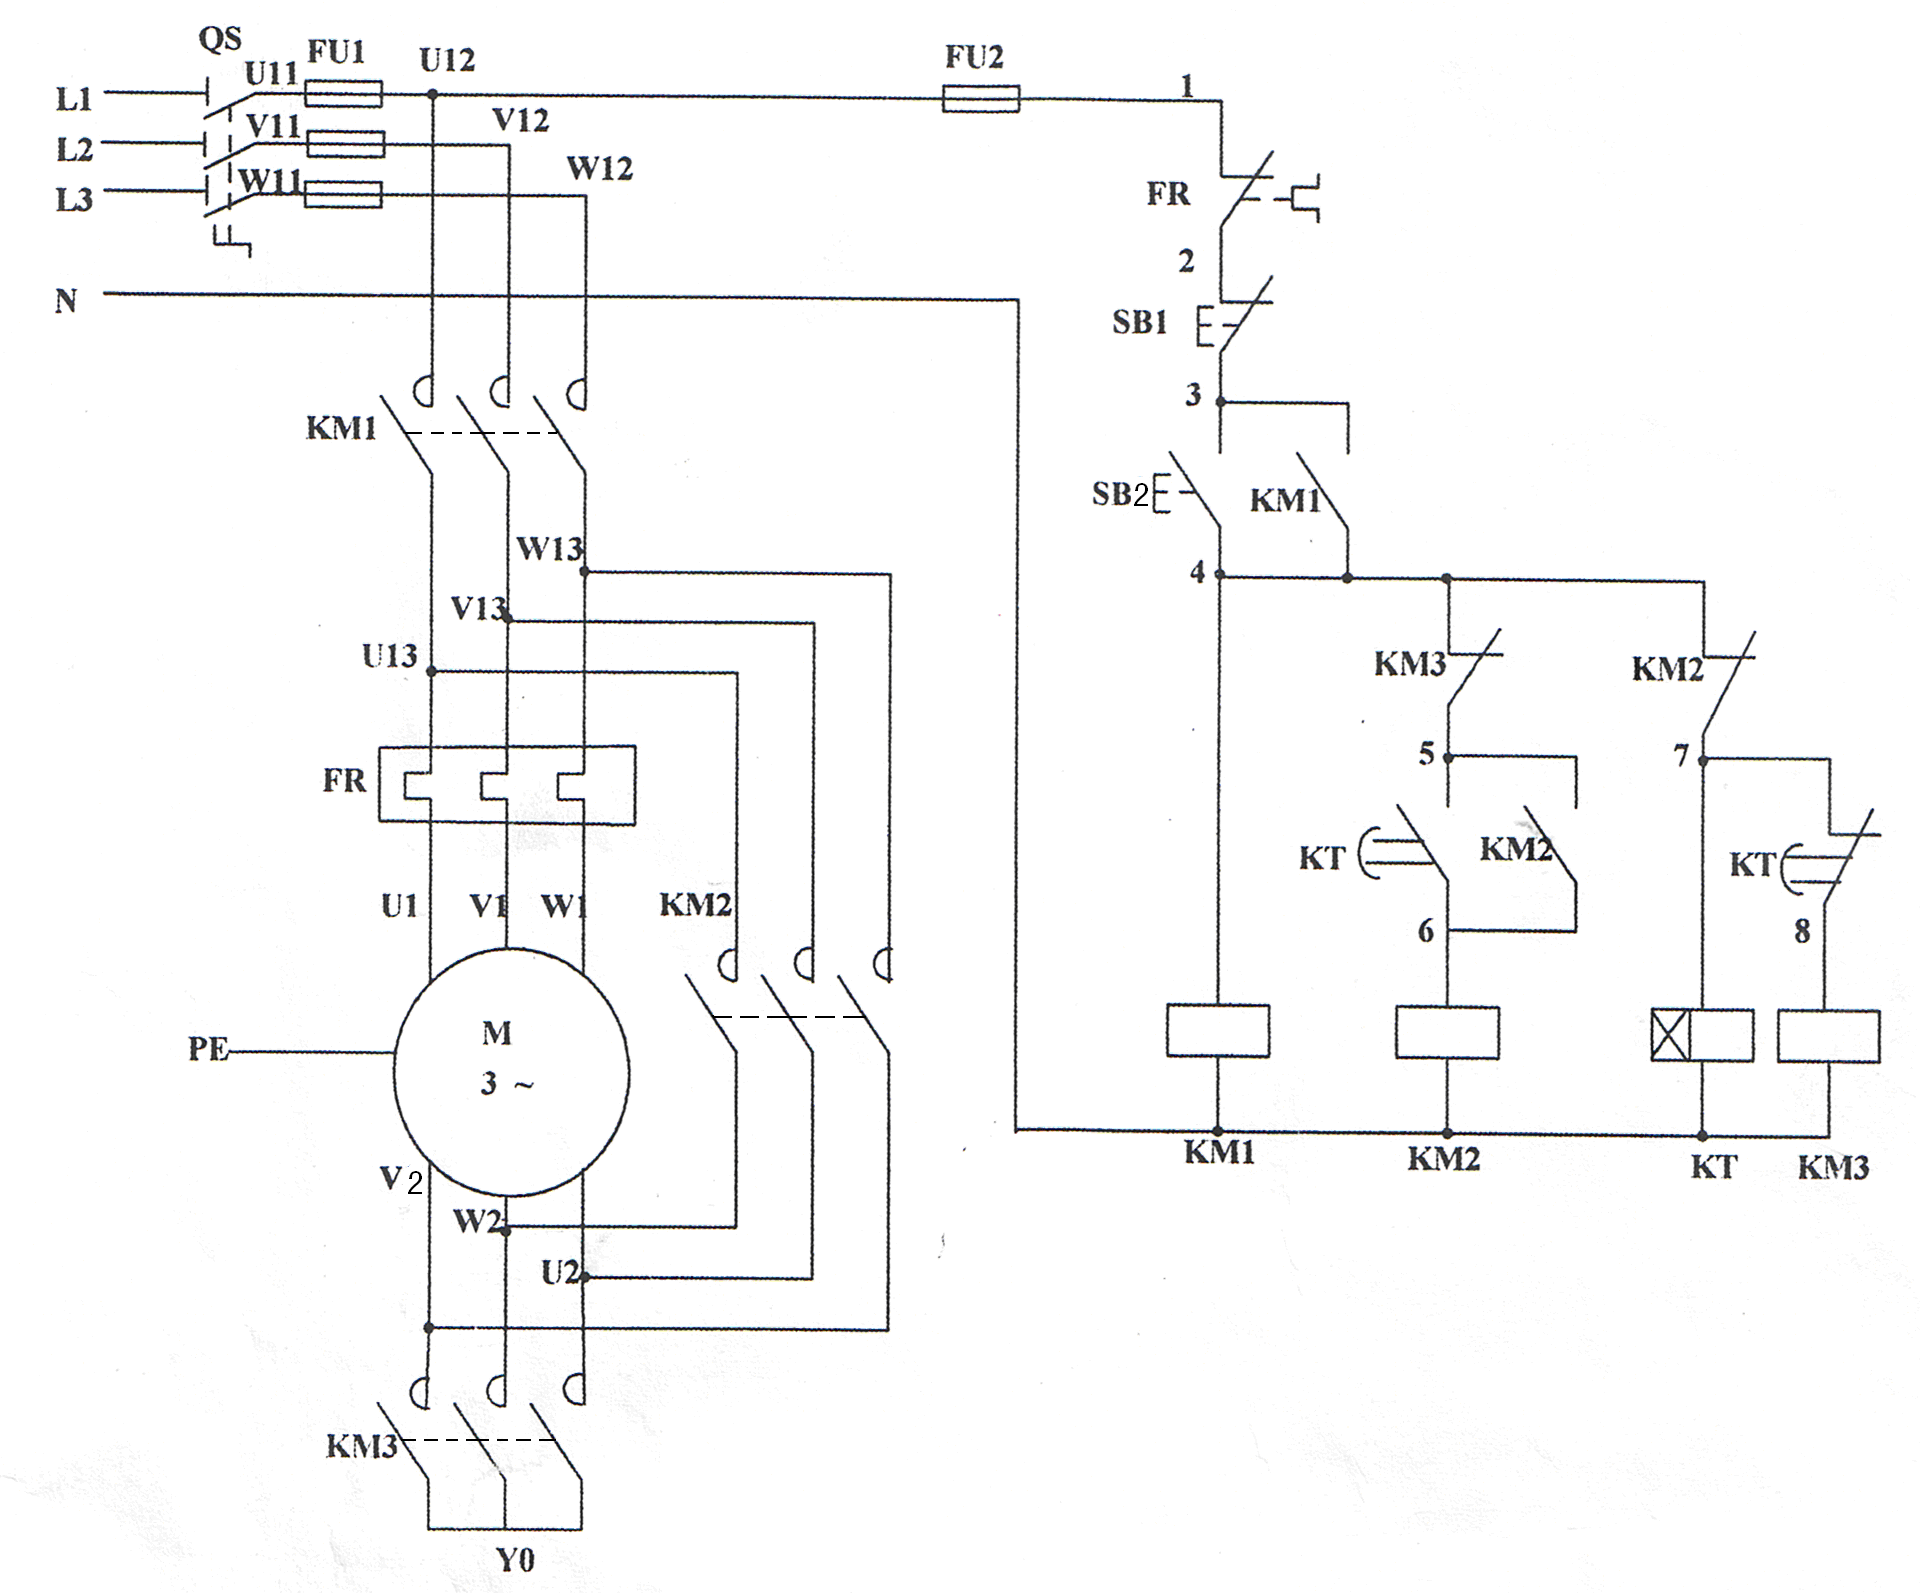 QS
FU1
U12
FU2
L1
U11
1
V12
L2
V11
W12
L3
W11
FR
2
N
SB1
3
KM1
SB2
KM1
W13
4
V13
U13
KM3
KM2
5
7
FR
KT
KM2
KT
U1
V1
W1
KM2
6
8
M
3 ~
PE
KM1
KM2
KT
KM3
V2
W2
U2
KM3
Y0